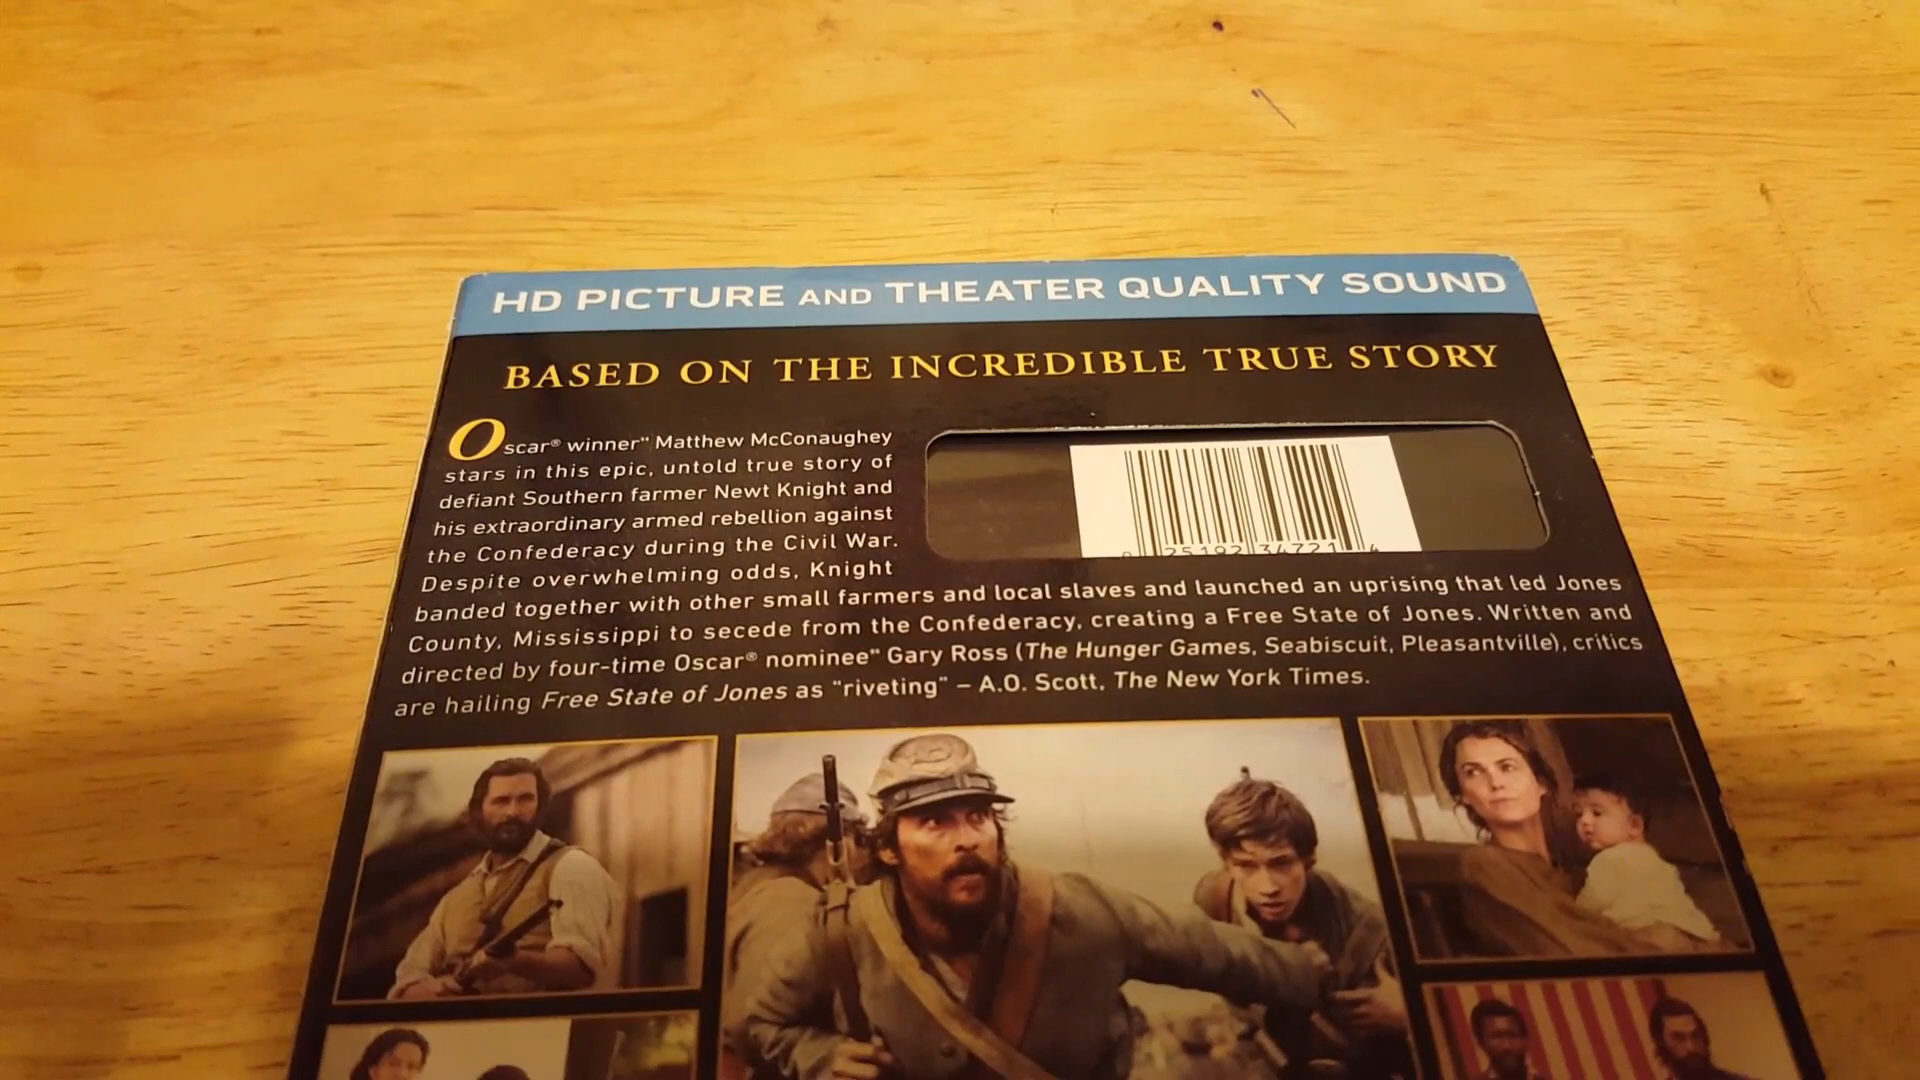 HD PICTURE AND THEATER QUALITY SOUND
BASED ON THE INCREDIBLE TRUE STORY
Oscar® winner™ Matthew McConaughey
stars in this epic, untold true story of
defiant Southern farmer Newt Knight and
his extraordinary armed rebellion against
the Confederacy during the Civil War.
Despite overwhelming odds, Knight
banded together with other small farmers and local slaves and launched an uprising that led Jones
County, Mississippi to secede from the Confederacy, creating a Free State of Jones. Written and
directed by four-time Oscar® nominee™ Gary Ross (The Hunger Games, Seabiscuit, Pleasantville), critics
are hailing Free State of Jones as "riveting" – A.O. Scott, The New York Times.
25192 34721 4